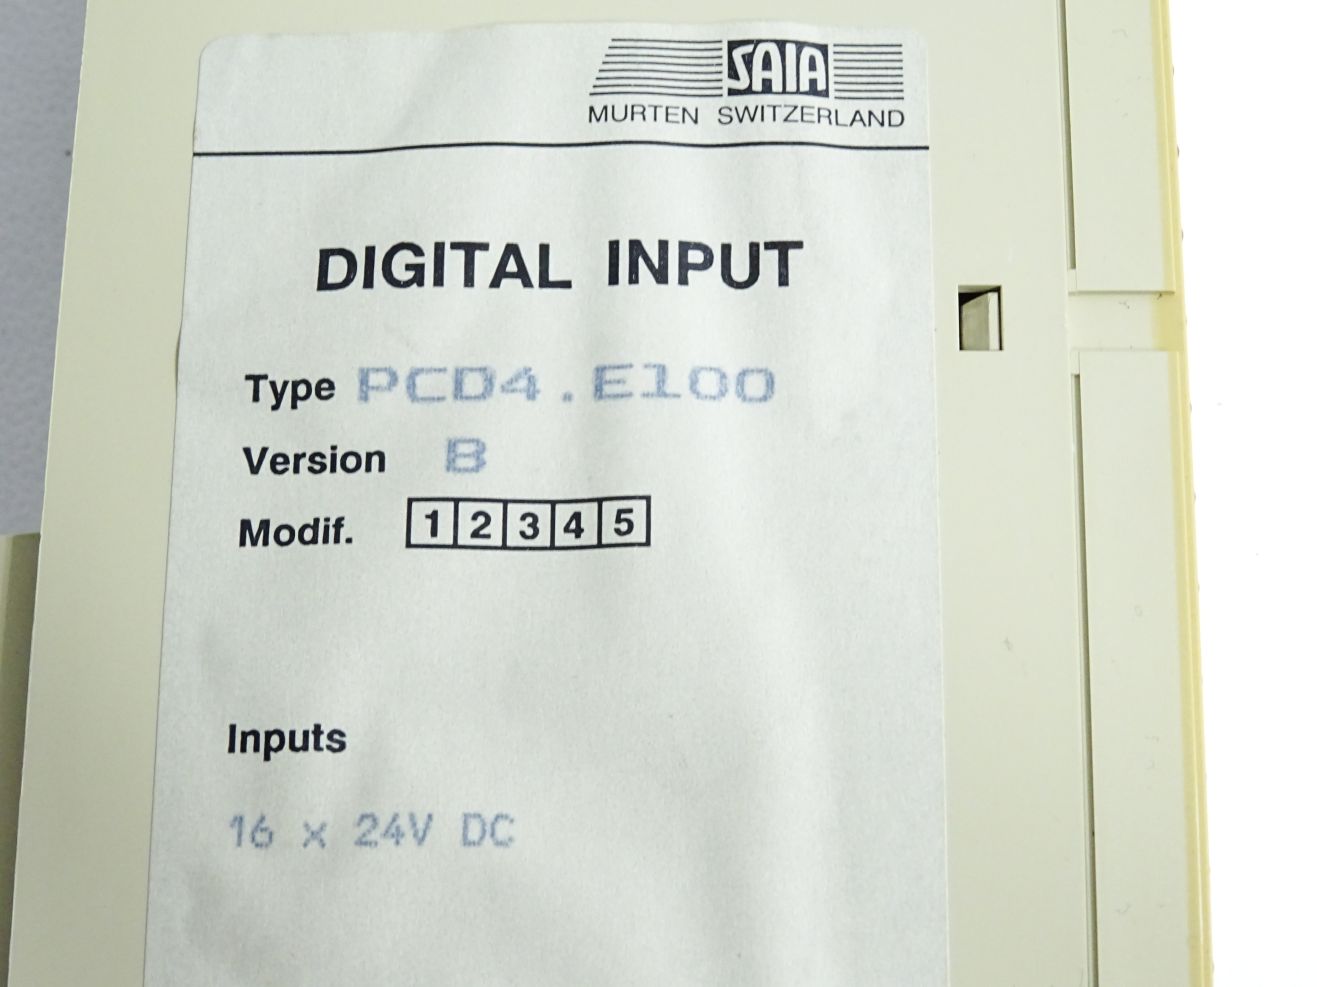 SAIA
MURTEN SWITZERLAND
DIGITAL INPUT
Type PCD4.E100
Version B
Modif. 1 2 3 4 5
Inputs
16 x 24V DC